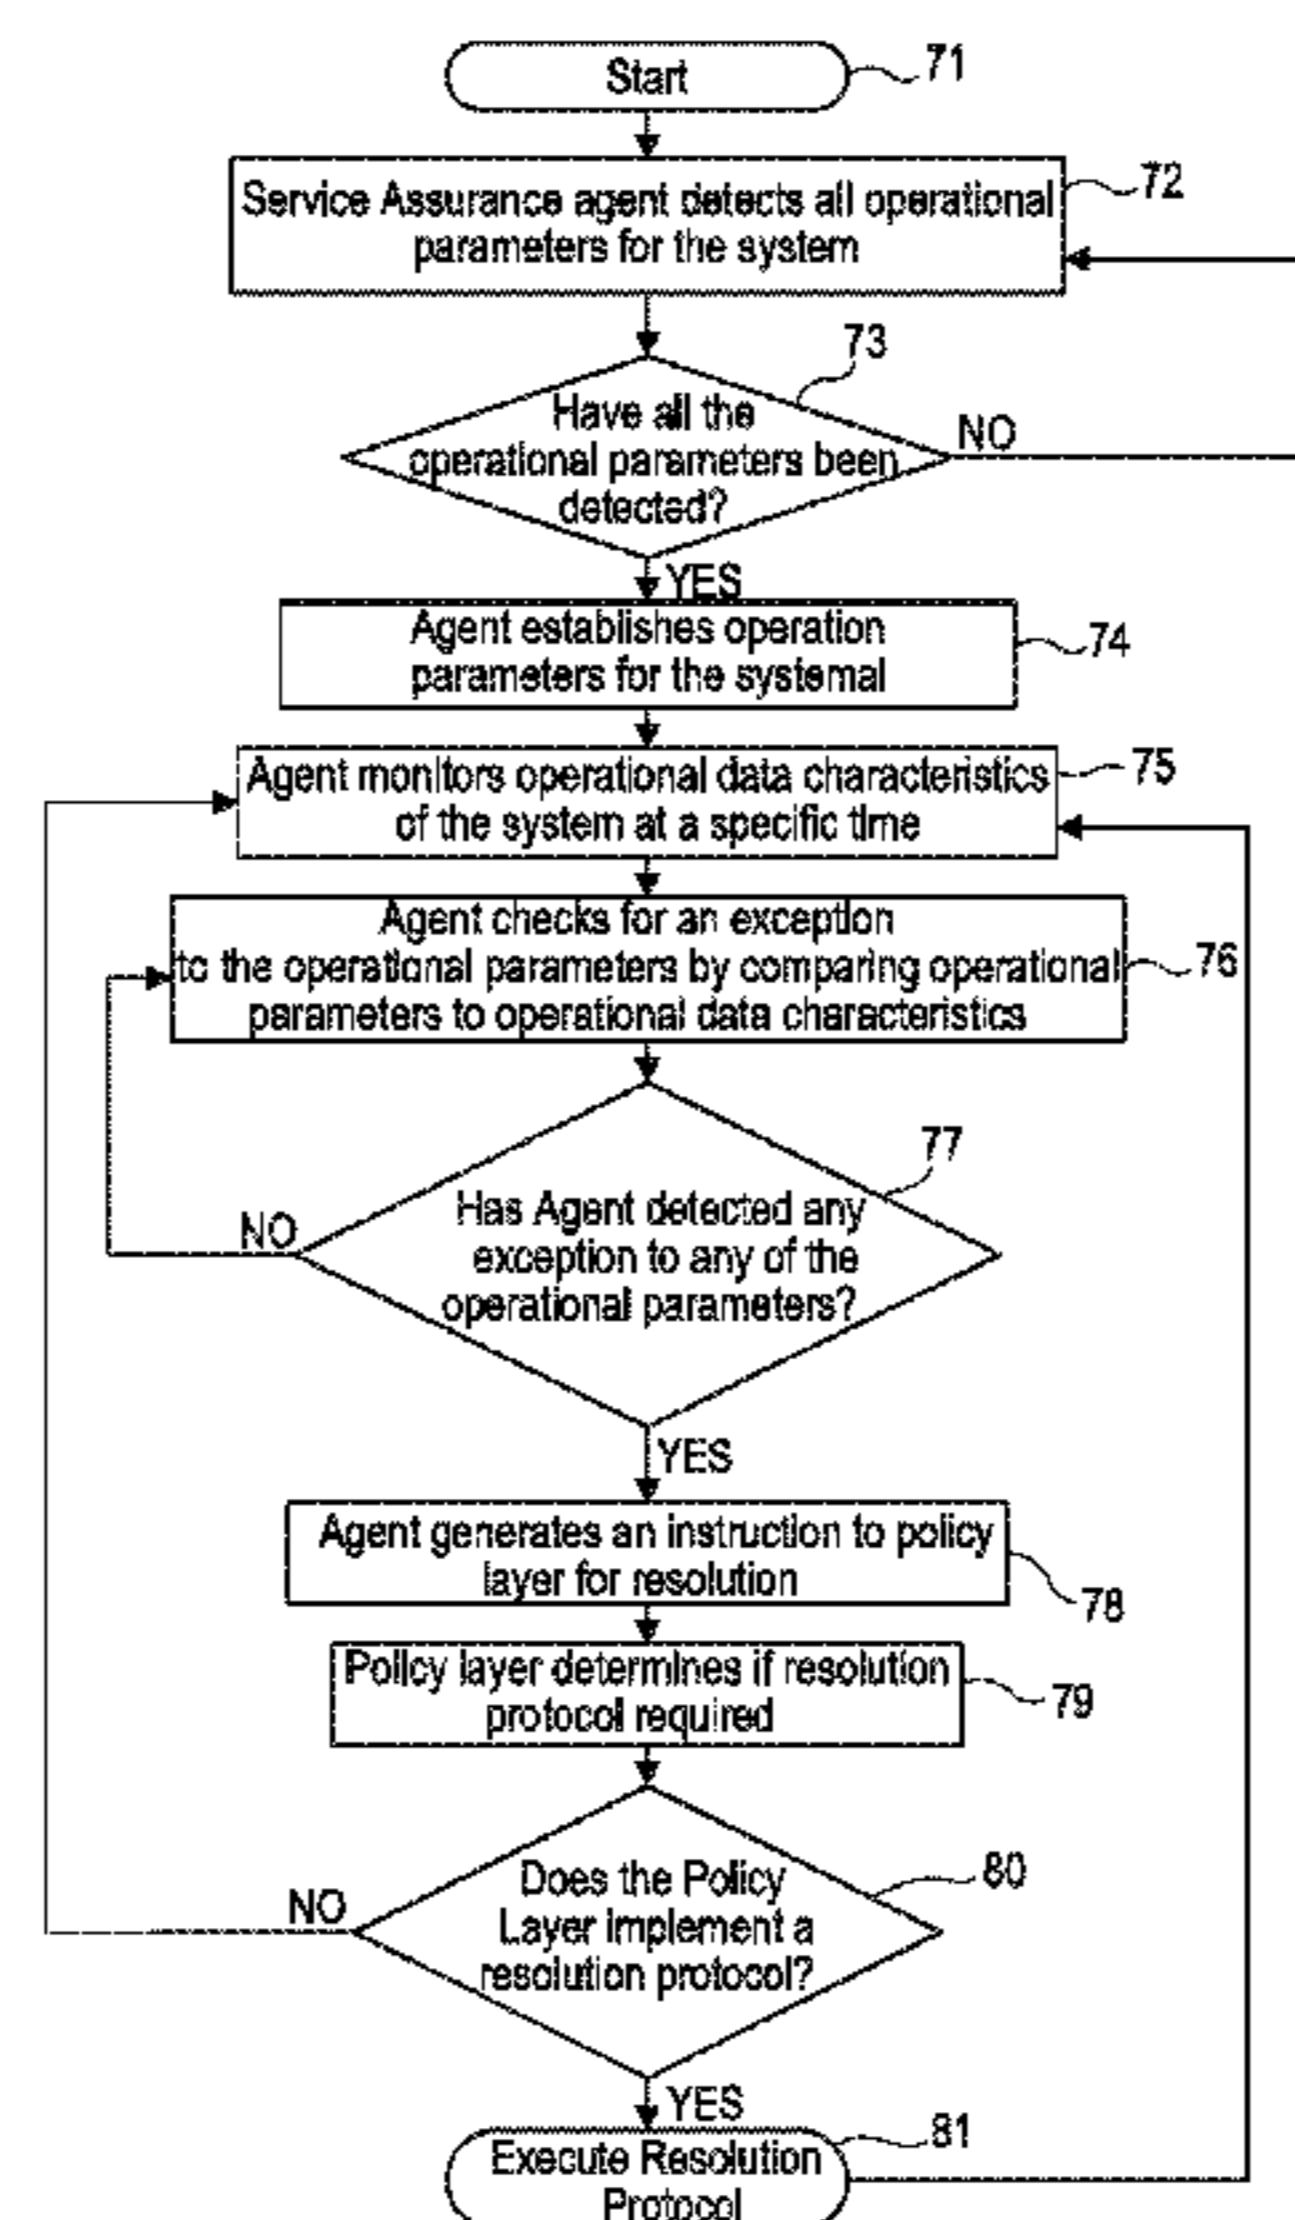 Start
71
Service Assurance agent detects all operational
parameters for the system
72
73
Have all the
operational parameters been
detected?
NO
YES
Agent establishes operation
parameters for the systemal
74
Agent monitors operational data characteristics
of the system at a specific time
75
Agent checks for an exception
to the operational parameters by comparing operational
parameters to operational data characteristics
76
77
Has Agent detected any
exception to any of the
operational parameters?
NO
YES
Agent generates an instruction to policy
layer for resolution
78
Policy layer determines if resolution
protocol required
79
Does the Policy
Layer implement a
resolution protocol?
80
NO
YES
Execute Resolution
Protocol
81